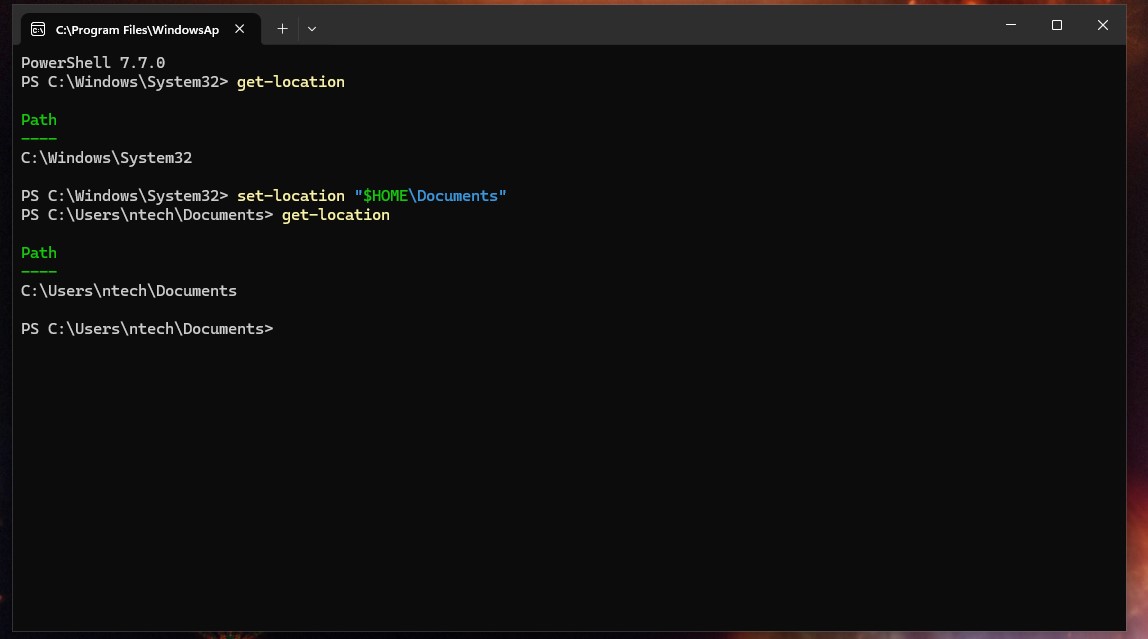 C:\Program Files\WindowsAp
PowerShell 7.7.0
PS C:\Windows\System32> get-location
Path
----
C:\Windows\System32
PS C:\Windows\System32> set-location "$HOME\Documents"
PS C:\Users\ntech\Documents> get-location
Path
----
C:\Users\ntech\Documents
PS C:\Users\ntech\Documents>